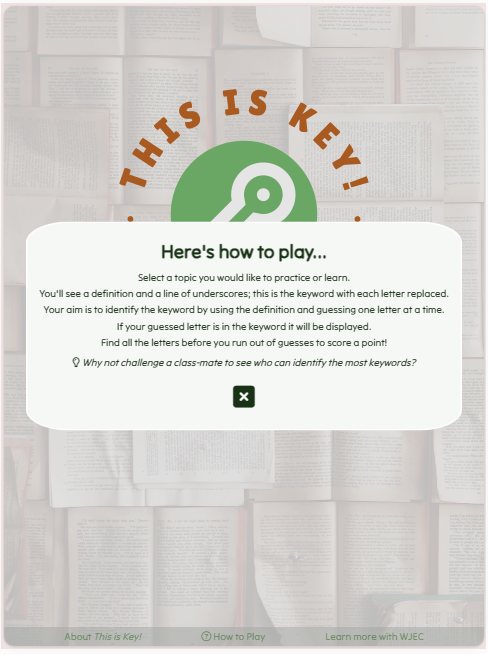 THIS IS KEY!
Here's how to play...
Select a topic you would like to practice or learn.
You'll see a definition and a line of underscores; this is the keyword with each letter replaced.
Your aim is to identify the keyword by using the definition and guessing one letter at a time.
If your guessed letter is in the keyword it will be displayed.
Find all the letters before you run out of guesses to score a point!
Why not challenge a class-mate to see who can identify the most keywords?
About This is Key!
How to Play
Learn more with WJEC